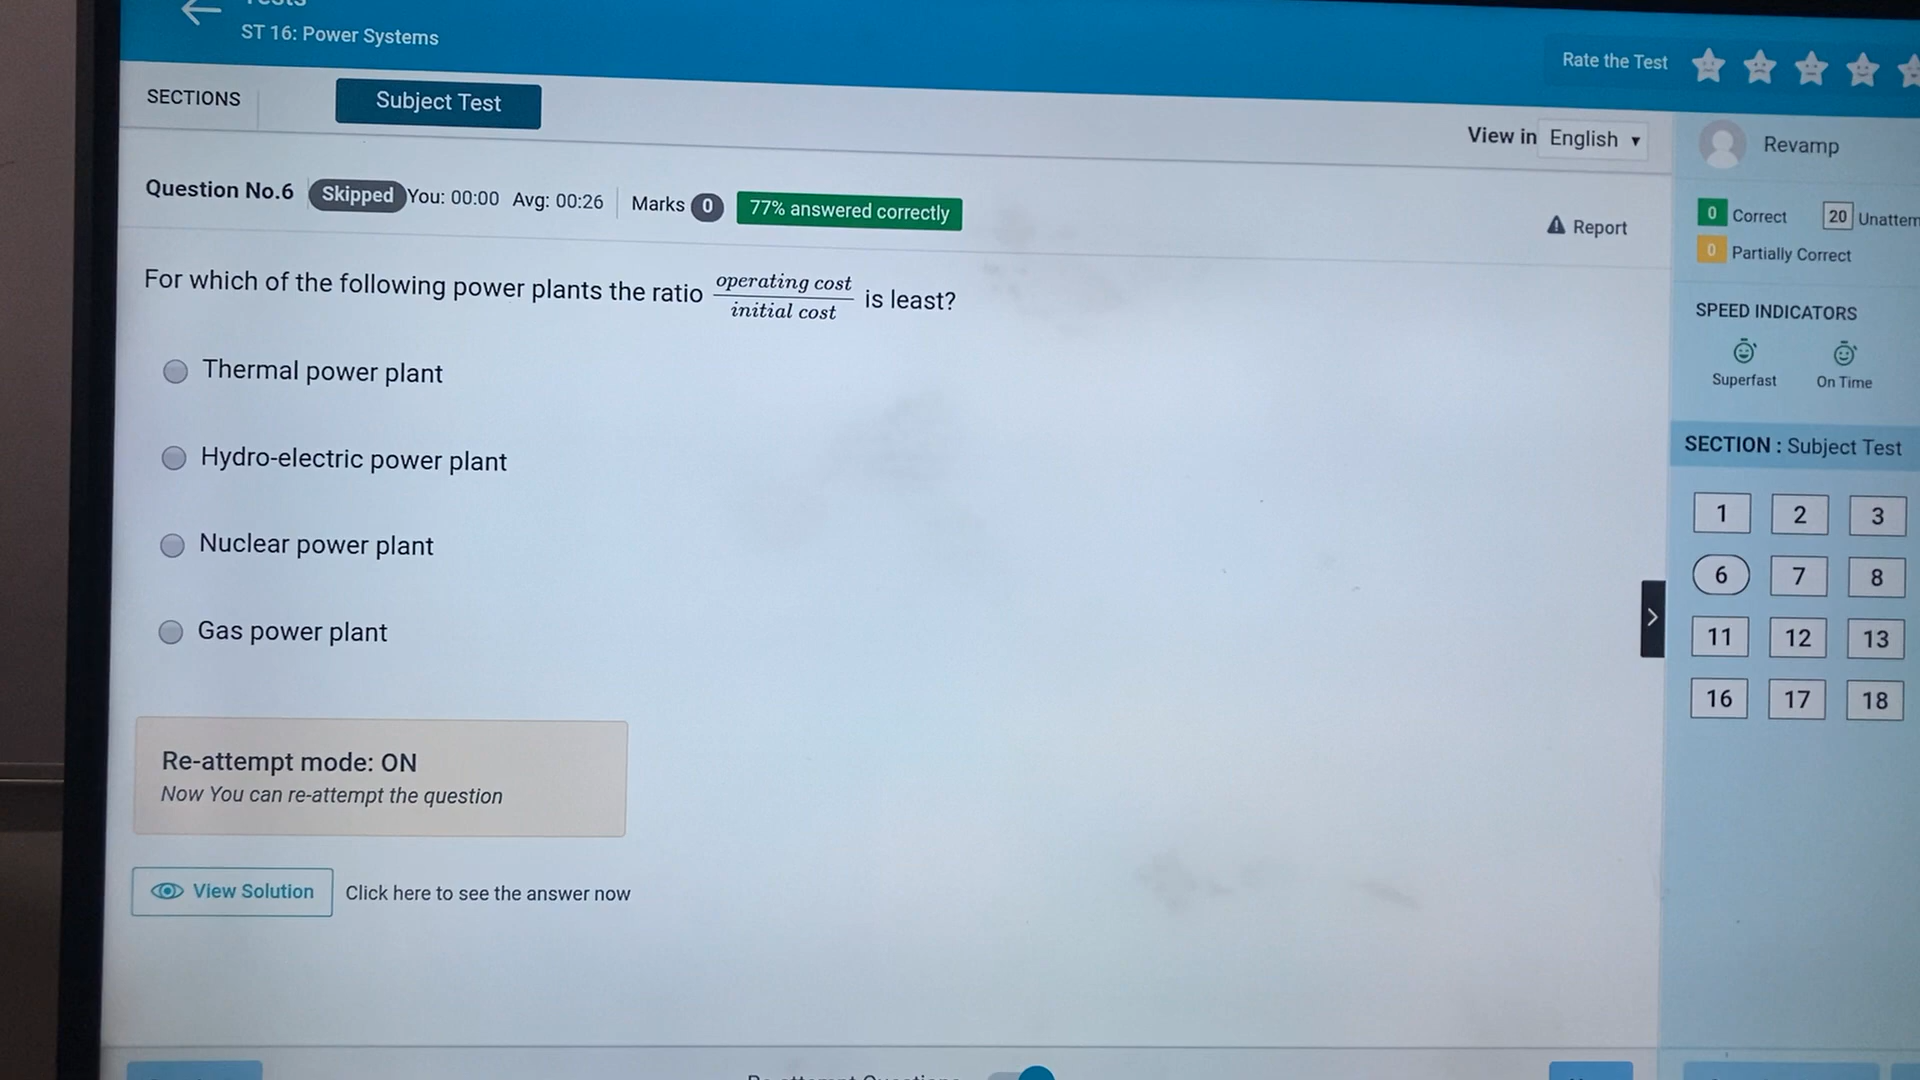 Tests
ST 16: Power Systems
Rate the Test
SECTIONS
Subject Test
View in English
Revamp
Question No.6 Skipped You: 00:00 Avg: 00:26 Marks 0 77% answered correctly
Report
0 Correct 20
0 Partially Correct
For which of the following power plants the ratio operating cost / initial cost is least?
SPEED INDICATORS
Superfast On Time
Thermal power plant
Hydro-electric power plant
Nuclear power plant
Gas power plant
SECTION : Subject Test
1 2 3
6 7 8
11 12 13
16 17 18
Re-attempt mode: ON
Now You can re-attempt the question
View Solution Click here to see the answer now